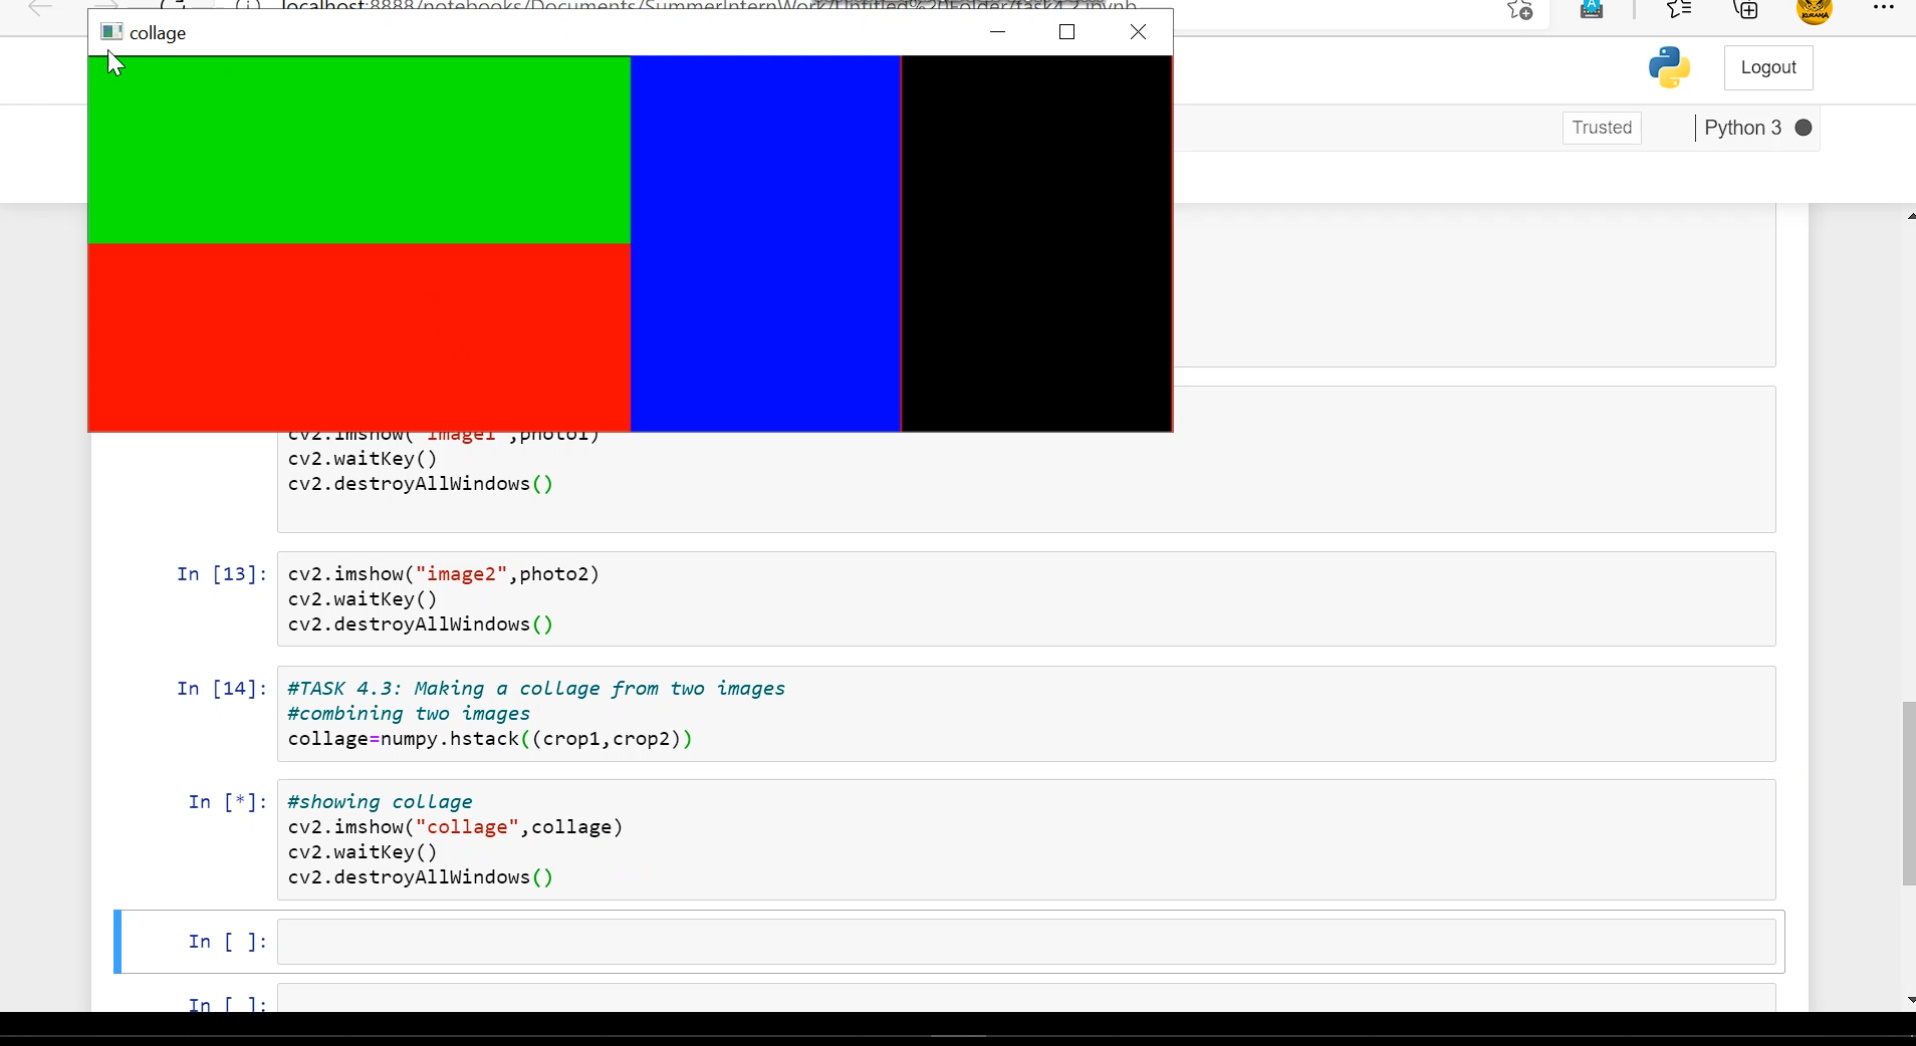 localhost:8888/notebooks/Documents/SummerInternWork/Untitled%20Folder/task4.2.ipynb
collage
Logout
Trusted
Python 3
cv2.imshow("image1",photo1)
cv2.waitKey()
cv2.destroyAllWindows()
In [13]:
cv2.imshow("image2",photo2)
cv2.waitKey()
cv2.destroyAllWindows()
In [14]:
#TASK 4.3: Making a collage from two images
#combining two images
collage=numpy.hstack((crop1,crop2))
In [*]:
#showing collage
cv2.imshow("collage",collage)
cv2.waitKey()
cv2.destroyAllWindows()
In [ ]:
In [ ]: